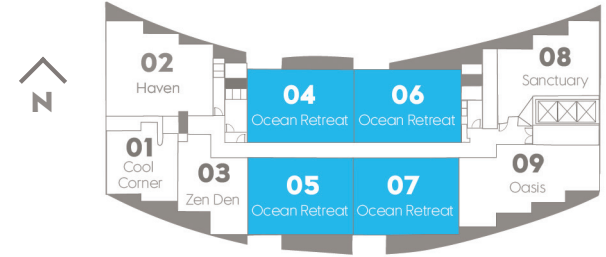 N
02
Haven
01
Cool
Corner
03
Zen Den
04
Ocean Retreat
06
Ocean Retreat
05
Ocean Retreat
07
Ocean Retreat
08
Sanctuary
09
Oasis